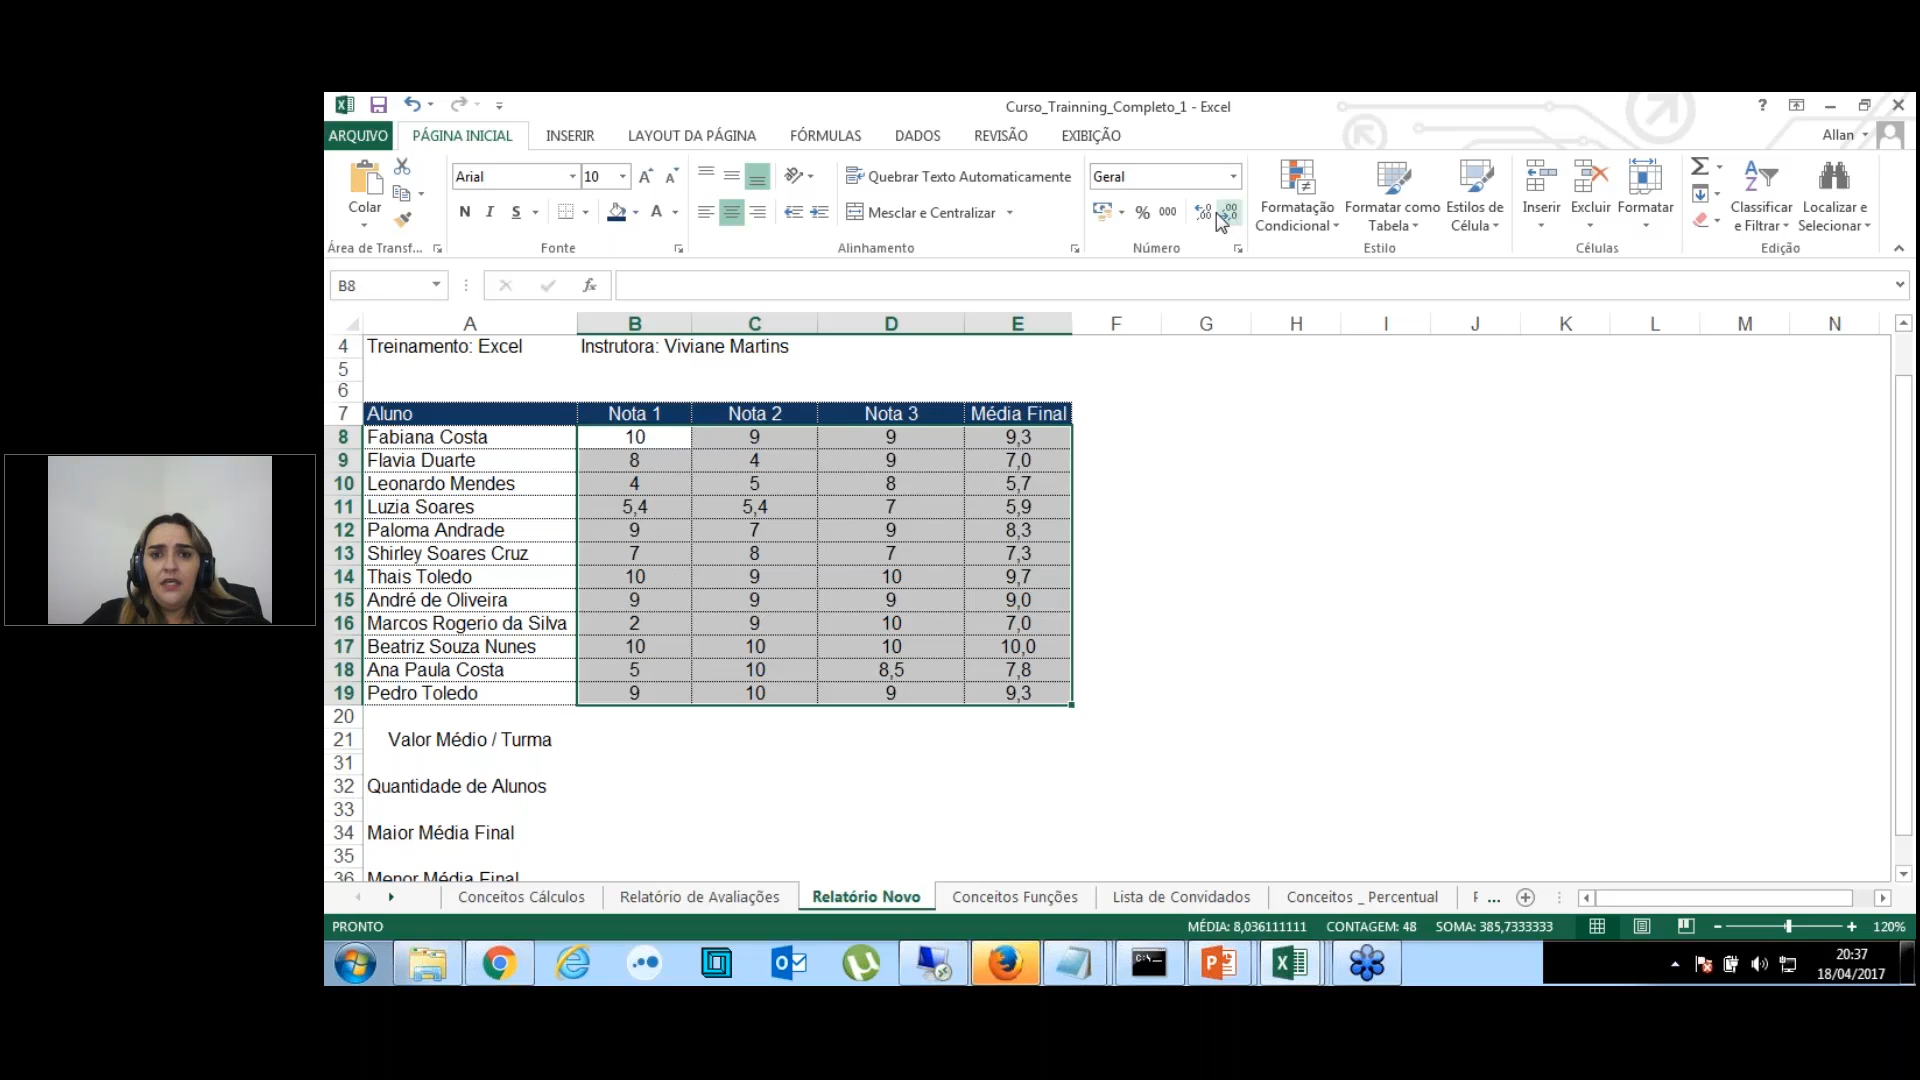 Curso_Trainning_Completo_1 - Excel
?
ARQUIVO PÁGINA INICIAL INSERIR LAYOUT DA PÁGINA FÓRMULAS DADOS REVISÃO EXIBIÇÃO Allan
Colar
Área de Transf...
Arial 10
N I S A
Fonte
Quebrar Texto Automaticamente
Mesclar e Centralizar
Alinhamento
Geral
% 000
Número
Formatação Condicional
Formatar como Tabela
Estilos de Célula
Estilo
Inserir Excluir Formatar
Células
Classificar e Filtrar
Localizar e Selecionar
Edição
B8 fx
A B C D E F G H I J K L M N
4 Treinamento: Excel Instrutora: Viviane Martins
5
6
7 Aluno Nota 1 Nota 2 Nota 3 Média Final
8 Fabiana Costa 10 9 9 9,3
9 Flavia Duarte 8 4 9 7,0
10 Leonardo Mendes 4 5 8 5,7
11 Luzia Soares 5,4 5,4 7 5,9
12 Paloma Andrade 9 7 9 8,3
13 Shirley Soares Cruz 7 8 7 7,3
14 Thais Toledo 10 9 10 9,7
15 André de Oliveira 9 9 9 9,0
16 Marcos Rogerio da Silva 2 9 10 7,0
17 Beatriz Souza Nunes 10 10 10 10,0
18 Ana Paula Costa 5 10 8,5 7,8
19 Pedro Toledo 9 10 9 9,3
20
21 Valor Médio / Turma
31
32 Quantidade de Alunos
33
34 Maior Média Final
35
36 Menor Média Final
Conceitos Cálculos Relatório de Avaliações Relatório Novo Conceitos Funções Lista de Convidados Conceitos _ Percentual ...
PRONTO MÉDIA: 8,036111111 CONTAGEM: 48 SOMA: 385,7333333 120%
20:37
18/04/2017